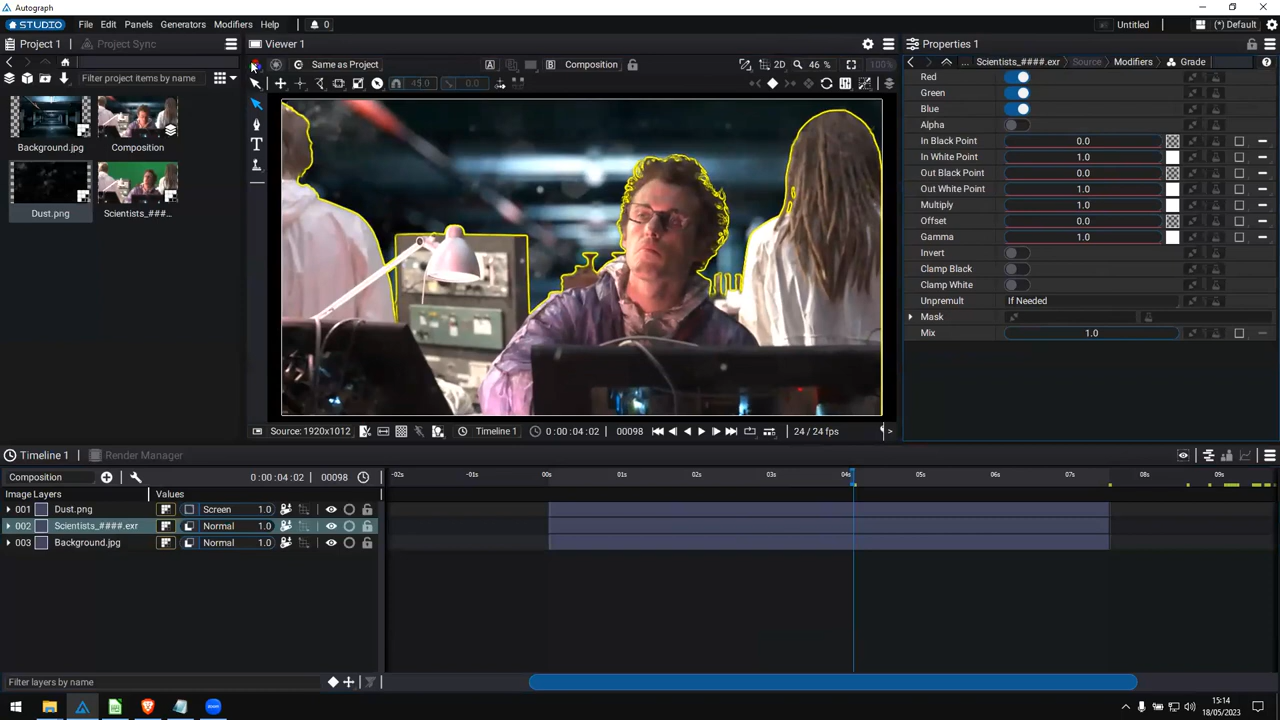 Autograph
STUDIO File Edit Panels Generators Modifiers Help 0 Untitled (*) Default
Project 1 Project Sync Viewer 1 Properties 1
Filter project items by name
Same as Project A B Composition 2D 46 % 100%
... Scientists_####.exr Source Modifiers Grade
45.0 0.0
Background.jpg Composition
Dust.png Scientists_###...
Red
Green
Blue
Alpha
In Black Point 0.0
In White Point 1.0
Out Black Point 0.0
Out White Point 1.0
Multiply 1.0
Offset 0.0
Gamma 1.0
Invert
Clamp Black
Clamp White
Unpremult If Needed
Mask
Mix 1.0
Source: 1920x1012 Timeline 1 0:00:04:02 00098 24 / 24 fps
Timeline 1 Render Manager
Composition 0:00:04:02 00098
-02s -01s 00s 01s 02s 03s 04s 05s 06s 07s 08s 09s
Image Layers Values
001 Dust.png Screen 1.0
002 Scientists_####.exr Normal 1.0
003 Background.jpg Normal 1.0
Filter layers by name
15:14
18/05/2023